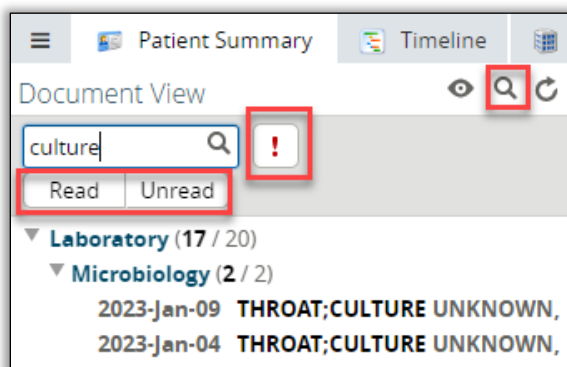 Patient Summary Timeline
Document View
culture !
Read Unread
Laboratory (17 / 20)
Microbiology (2 / 2)
2023-Jan-09 THROAT;CULTURE UNKNOWN,
2023-Jan-04 THROAT;CULTURE UNKNOWN,